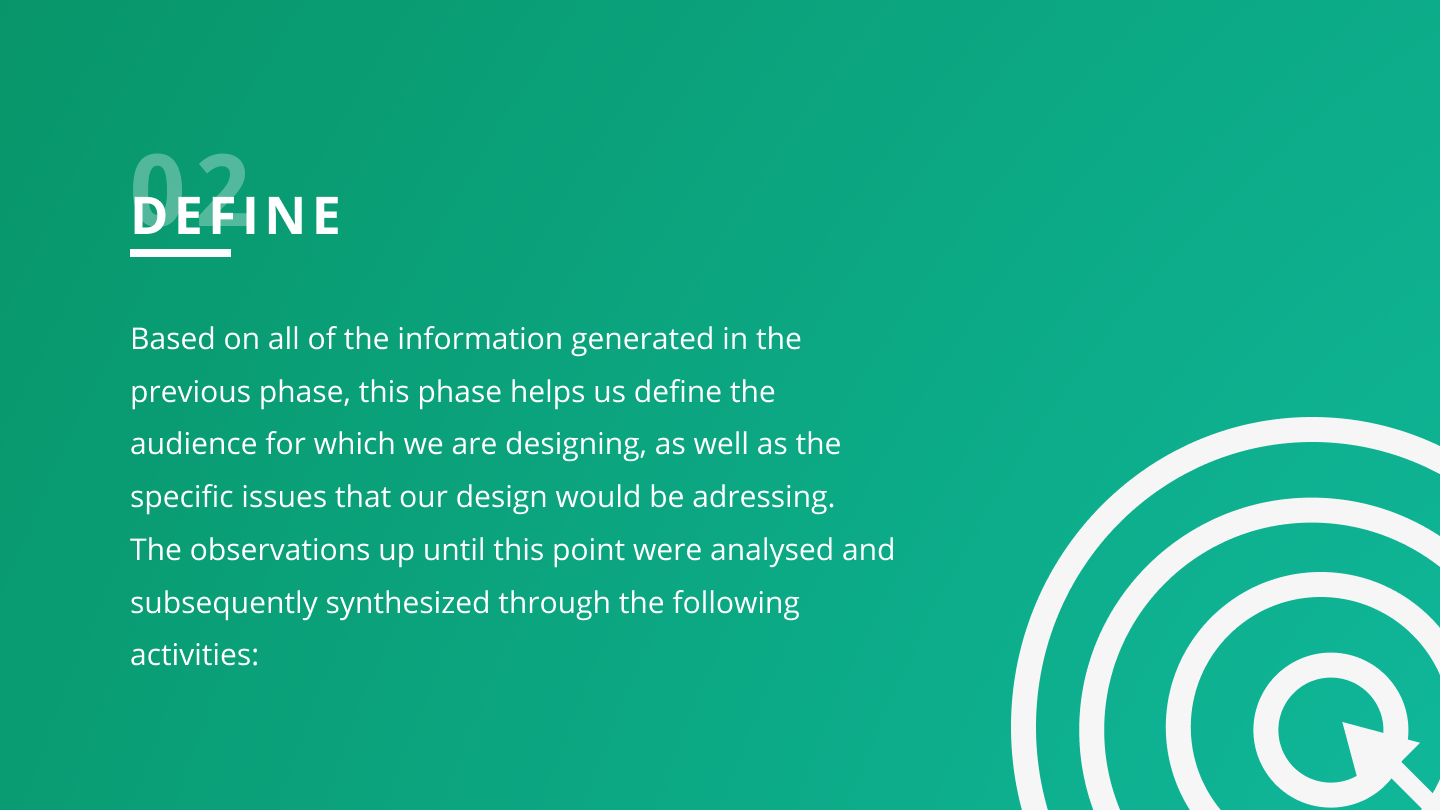 02
DEFINE
Based on all of the information generated in the
previous phase, this phase helps us define the
audience for which we are designing, as well as the
specific issues that our design would be adressing.
The observations up until this point were analysed and
subsequently synthesized through the following
activities: